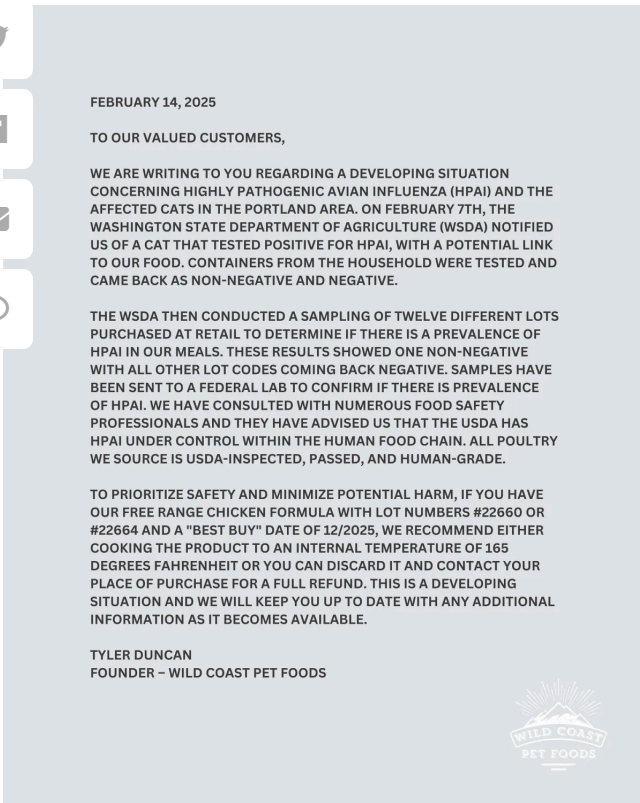 FEBRUARY 14, 2025
TO OUR VALUED CUSTOMERS,
WE ARE WRITING TO YOU REGARDING A DEVELOPING SITUATION
CONCERNING HIGHLY PATHOGENIC AVIAN INFLUENZA (HPAI) AND THE
AFFECTED CATS IN THE PORTLAND AREA. ON FEBRUARY 7TH, THE
WASHINGTON STATE DEPARTMENT OF AGRICULTURE (WSDA) NOTIFIED
US OF A CAT THAT TESTED POSITIVE FOR HPAI, WITH A POTENTIAL LINK
TO OUR FOOD. CONTAINERS FROM THE HOUSEHOLD WERE TESTED AND
CAME BACK AS NON-NEGATIVE AND NEGATIVE.
THE WSDA THEN CONDUCTED A SAMPLING OF TWELVE DIFFERENT LOTS
PURCHASED AT RETAIL TO DETERMINE IF THERE IS A PREVALENCE OF
HPAI IN OUR MEALS. THESE RESULTS SHOWED ONE NON-NEGATIVE
WITH ALL OTHER LOT CODES COMING BACK NEGATIVE. SAMPLES HAVE
BEEN SENT TO A FEDERAL LAB TO CONFIRM IF THERE IS PREVALENCE
OF HPAI. WE HAVE CONSULTED WITH NUMEROUS FOOD SAFETY
PROFESSIONALS AND THEY HAVE ADVISED US THAT THE USDA HAS
HPAI UNDER CONTROL WITHIN THE HUMAN FOOD CHAIN. ALL POULTRY
WE SOURCE IS USDA-INSPECTED, PASSED, AND HUMAN-GRADE.
TO PRIORITIZE SAFETY AND MINIMIZE POTENTIAL HARM, IF YOU HAVE
OUR FREE RANGE CHICKEN FORMULA WITH LOT NUMBERS #22660 OR
#22664 AND A "BEST BUY" DATE OF 12/2025, WE RECOMMEND EITHER
COOKING THE PRODUCT TO AN INTERNAL TEMPERATURE OF 165
DEGREES FAHRENHEIT OR YOU CAN DISCARD IT AND CONTACT YOUR
PLACE OF PURCHASE FOR A FULL REFUND. THIS IS A DEVELOPING
SITUATION AND WE WILL KEEP YOU UP TO DATE WITH ANY ADDITIONAL
INFORMATION AS IT BECOMES AVAILABLE.
TYLER DUNCAN
FOUNDER – WILD COAST PET FOODS
WILD COAST
PET FOODS